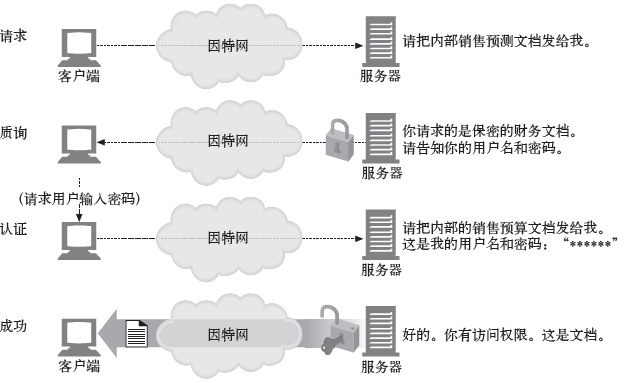 请求
因特网
请把内部销售预测文档发给我。
客户端
服务器
质询
因特网
你请求的是保密的财务文档。
请告知你的用户名和密码。
服务器
(请求用户输入密码)
认证
因特网
请把内部的销售预算文档发给我。
这是我的用户名和密码：“******”
服务器
成功
因特网
好的。你有访问权限。这是文档。
客户端
服务器